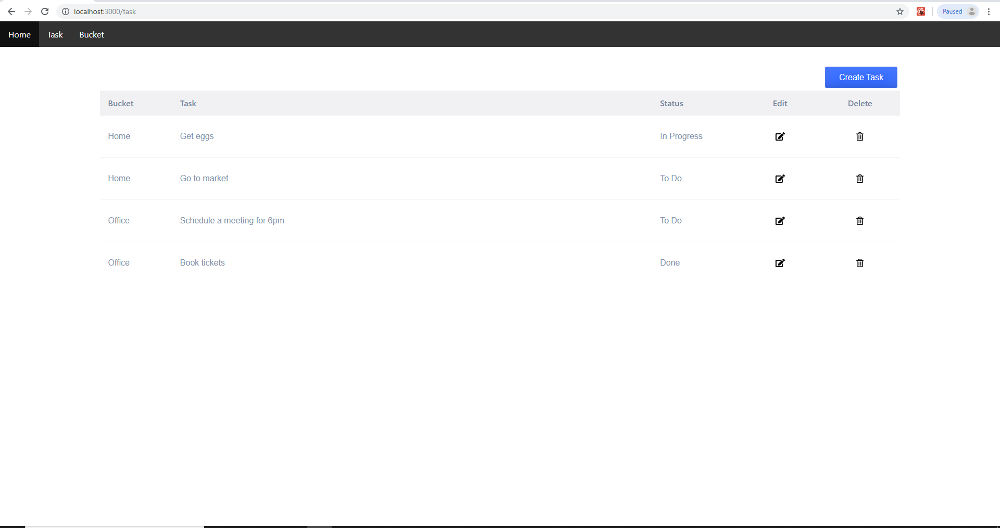 localhost:3000/task
Paused
Home Task Bucket
Create Task
Bucket Task Status Edit Delete
Home Get eggs In Progress
Home Go to market To Do
Office Schedule a meeting for 6pm To Do
Office Book tickets Done